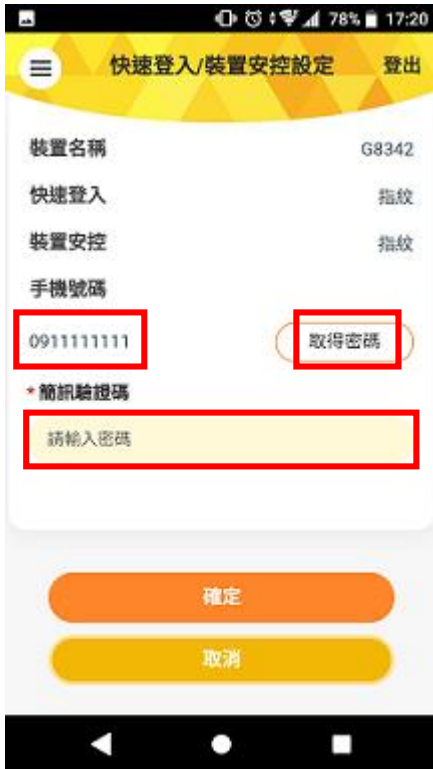 78% 17:20
快速登入/裝置安控設定 登出
裝置名稱 G8342
快速登入 指紋
裝置安控 指紋
手機號碼
0911111111 取得密碼
*簡訊驗證碼
請輸入密碼
確定
取消